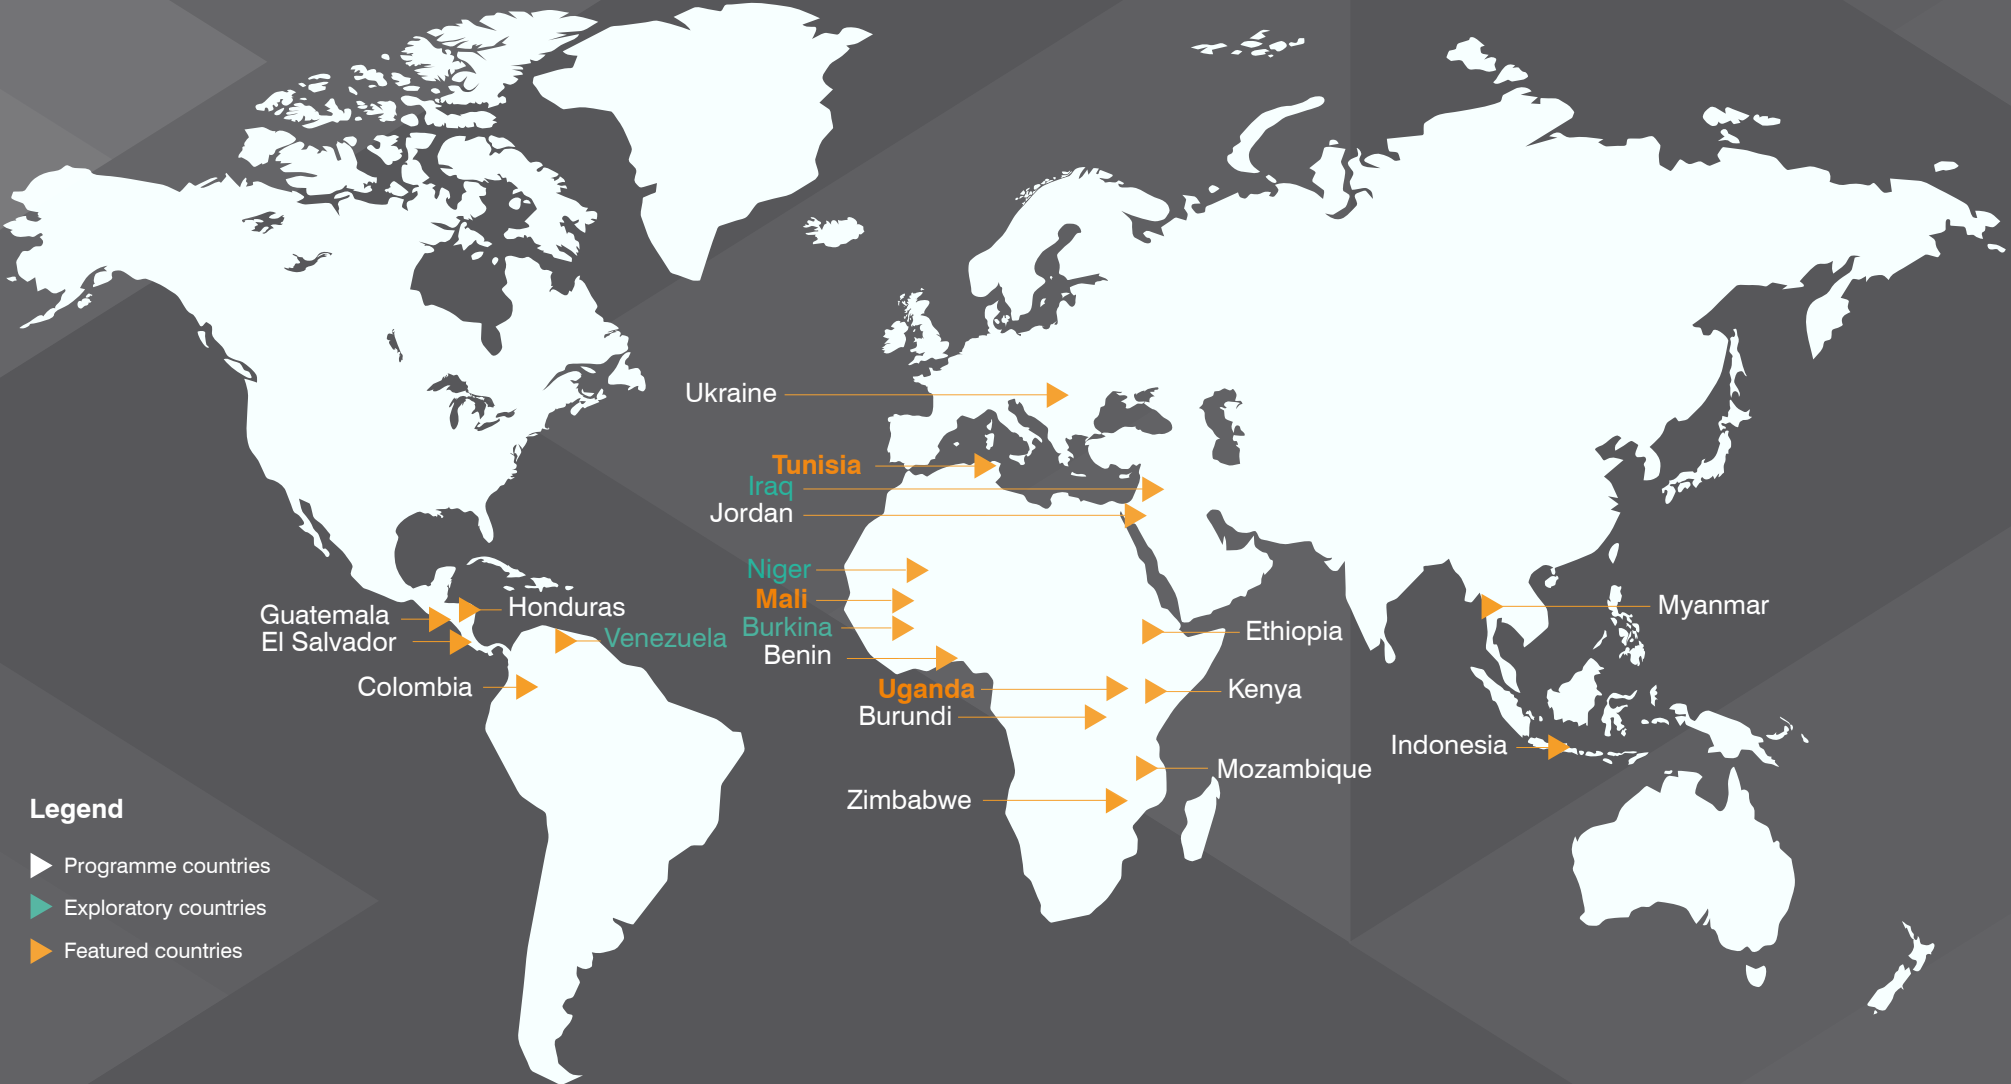 Ukraine
Tunisia
Iraq
Jordan
Niger
Mali
Burkina
Benin
Uganda
Burundi
Zimbabwe
Guatemala
El Salvador
Honduras
Venezuela
Colombia
Ethiopia
Kenya
Mozambique
Myanmar
Indonesia
Legend
Programme countries
Exploratory countries
Featured countries